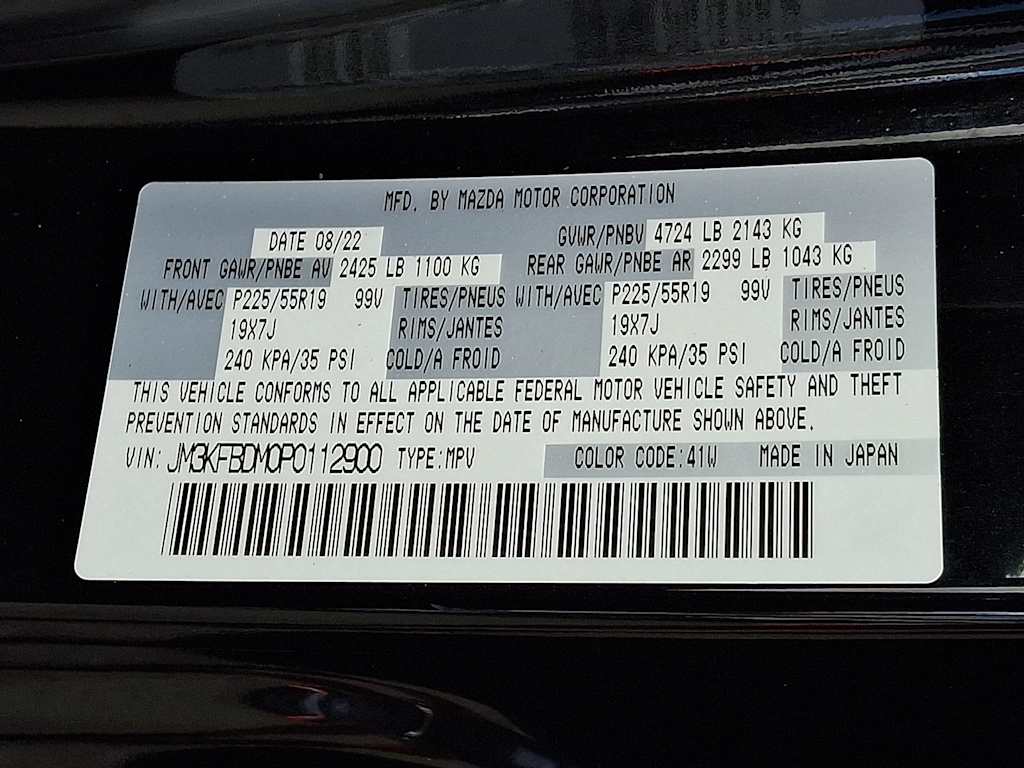 MFD. BY MAZDA MOTOR CORPORATION
DATE 08/22 GVWR/PNBV 4724 LB 2143 KG
FRONT GAWR/PNBE AV 2425 LB 1100 KG REAR GAWR/PNBE AR 2299 LB 1043 KG
WITH/AVEC P225/55R19 99V TIRES/PNEUS WITH/AVEC P225/55R19 99V TIRES/PNEUS
19X7J RIMS/JANTES 19X7J RIMS/JANTES
240 KPA/35 PSI COLD/A FROID 240 KPA/35 PSI COLD/A FROID
THIS VEHICLE CONFORMS TO ALL APPLICABLE FEDERAL MOTOR VEHICLE SAFETY AND THEFT
PREVENTION STANDARDS IN EFFECT ON THE DATE OF MANUFACTURE SHOWN ABOVE.
VIN: JM3KFBDM0P0112900 TYPE:MPV COLOR CODE:41W MADE IN JAPAN